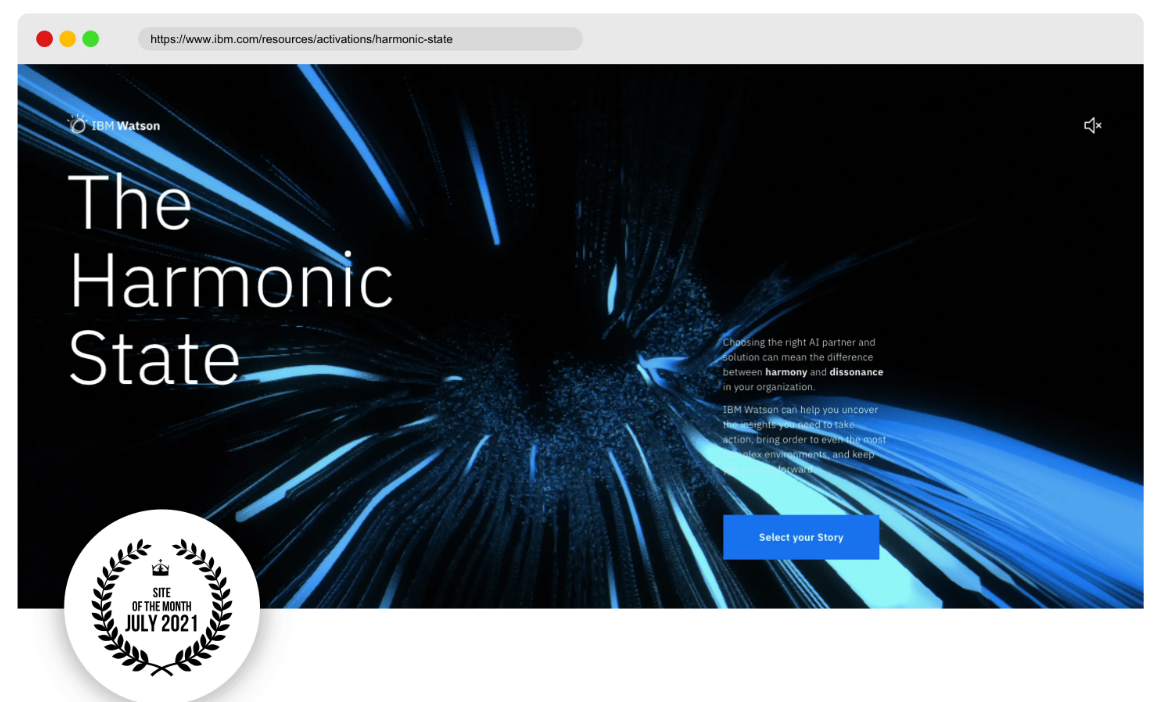 https://www.ibm.com/resources/activations/harmonic-state
IBM Watson
The
Harmonic
State
Choosing the right AI partner and
solution can mean the difference
between harmony and dissonance
in your organization.
IBM Watson can help you uncover
the insights you need to take
action, bring order to even the most
complex environments, and keep
forward.
Select your Story
SITE
OF THE MONTH
JULY 2021